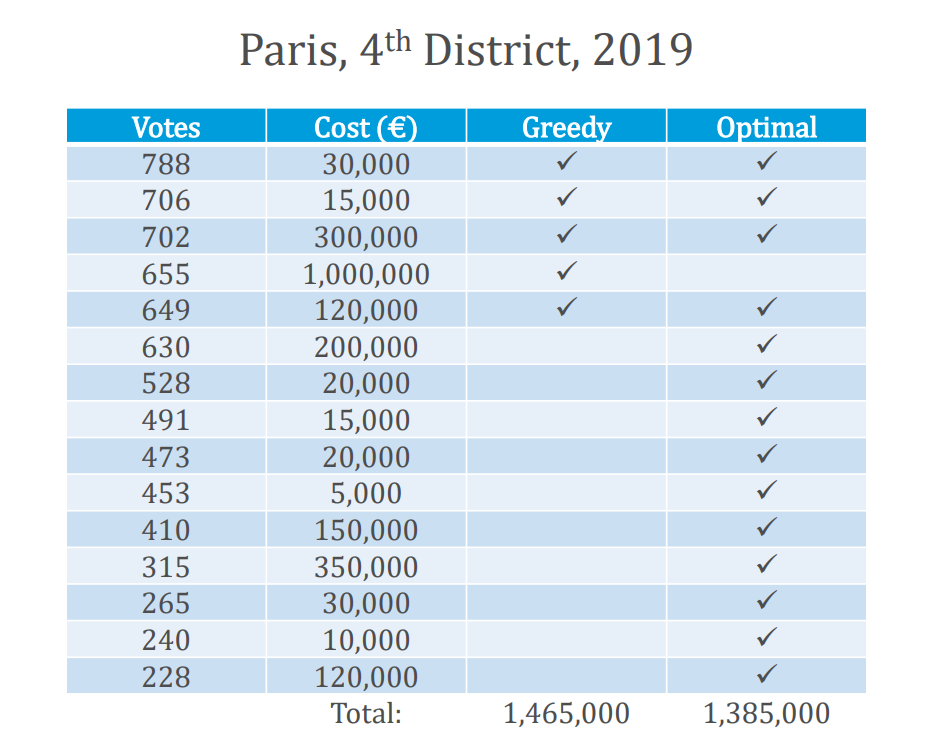 Paris, 4th District, 2019
Votes Cost (€) Greedy Optimal
788 30,000 ✓ ✓
706 15,000 ✓ ✓
702 300,000 ✓ ✓
655 1,000,000 ✓
649 120,000 ✓ ✓
630 200,000 ✓
528 20,000 ✓
491 15,000 ✓
473 20,000 ✓
453 5,000 ✓
410 150,000 ✓
315 350,000 ✓
265 30,000 ✓
240 10,000 ✓
228 120,000 ✓
Total: 1,465,000 1,385,000